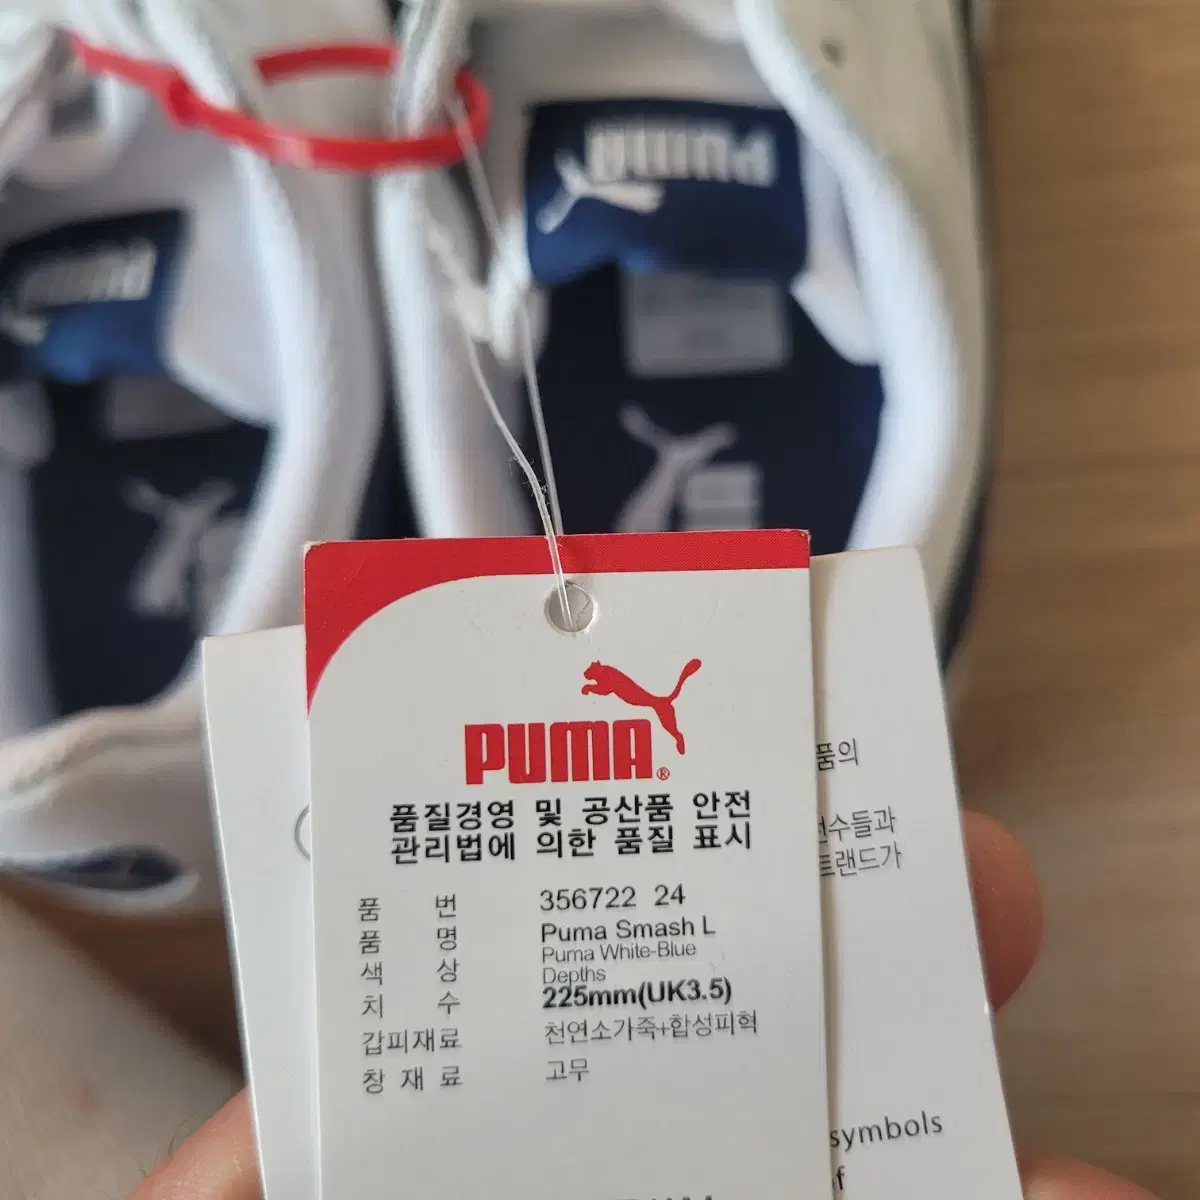 PUMA
PUMA
PUMA®
품질경영 및 공산품 안전
관리법에 의한 품질 표시
품 번 356722 24
품 명 Puma Smash L
색 상 Puma White-Blue
Depths
치 수 225mm(UK3.5)
갑피재료 천연소가죽+합성피혁
창 재 료 고무
품의
선수들과
트랜드가
symbols
of